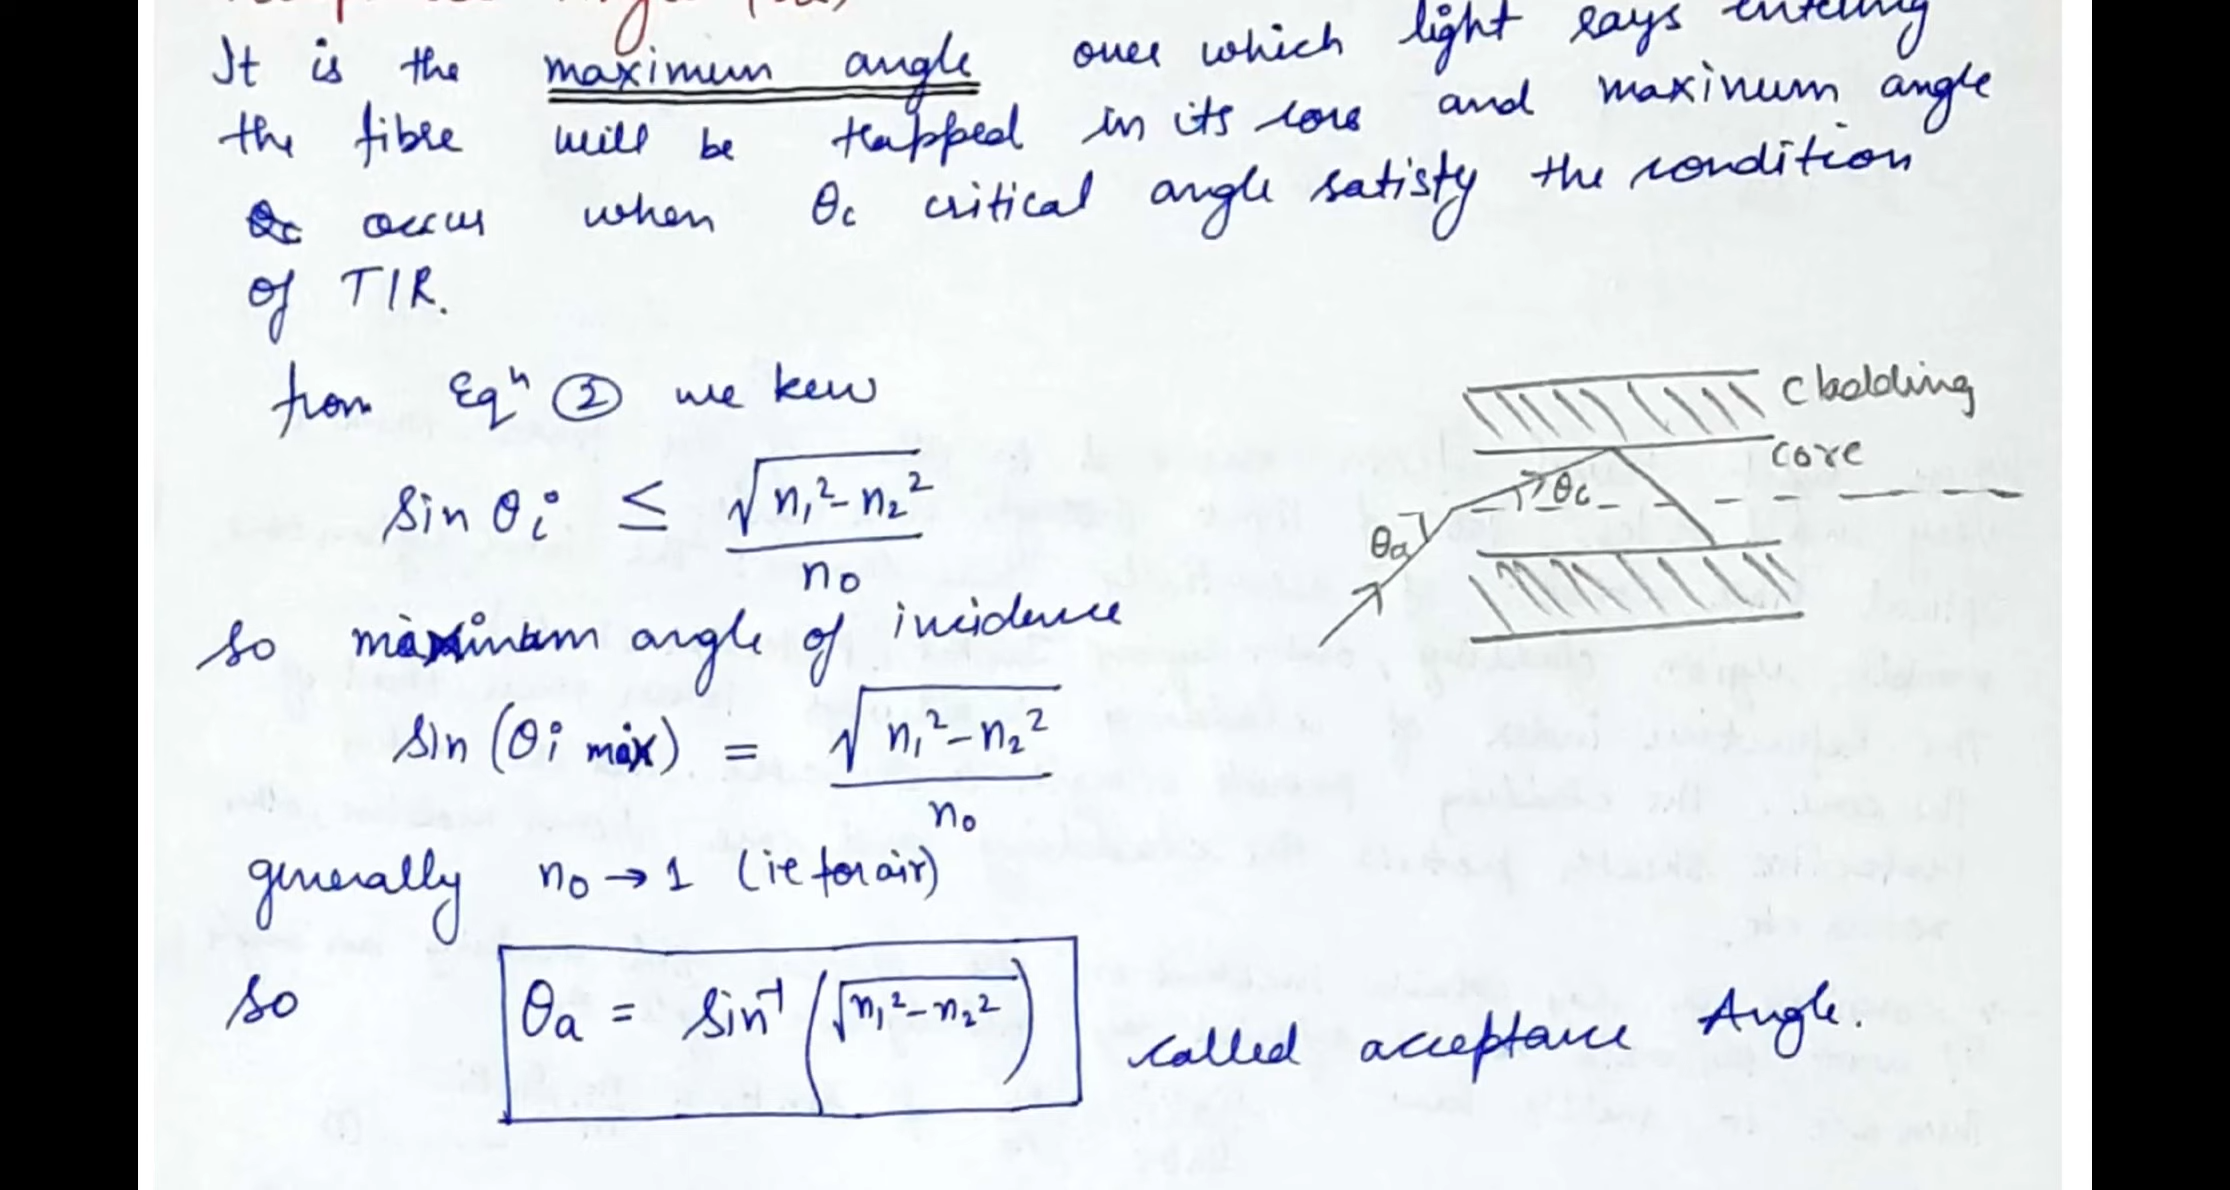 Angle
It is the maximum angle over which light rays entering
the fibre will be trapped in its core and maximum angle
occur when θc critical angle satisfy the condition
of TIR.
from Eqⁿ ② we kew
sin θi ≤ √(n₁² - n₂²) / n₀
so maximum angle of incidence
sin (θi max) = √(n₁² - n₂²) / n₀
generally n₀ → 1 (ie for air)
so θa = sin⁻¹ (√(n₁² - n₂²)) called acceptance Angle.
cladding
core
θc
θa